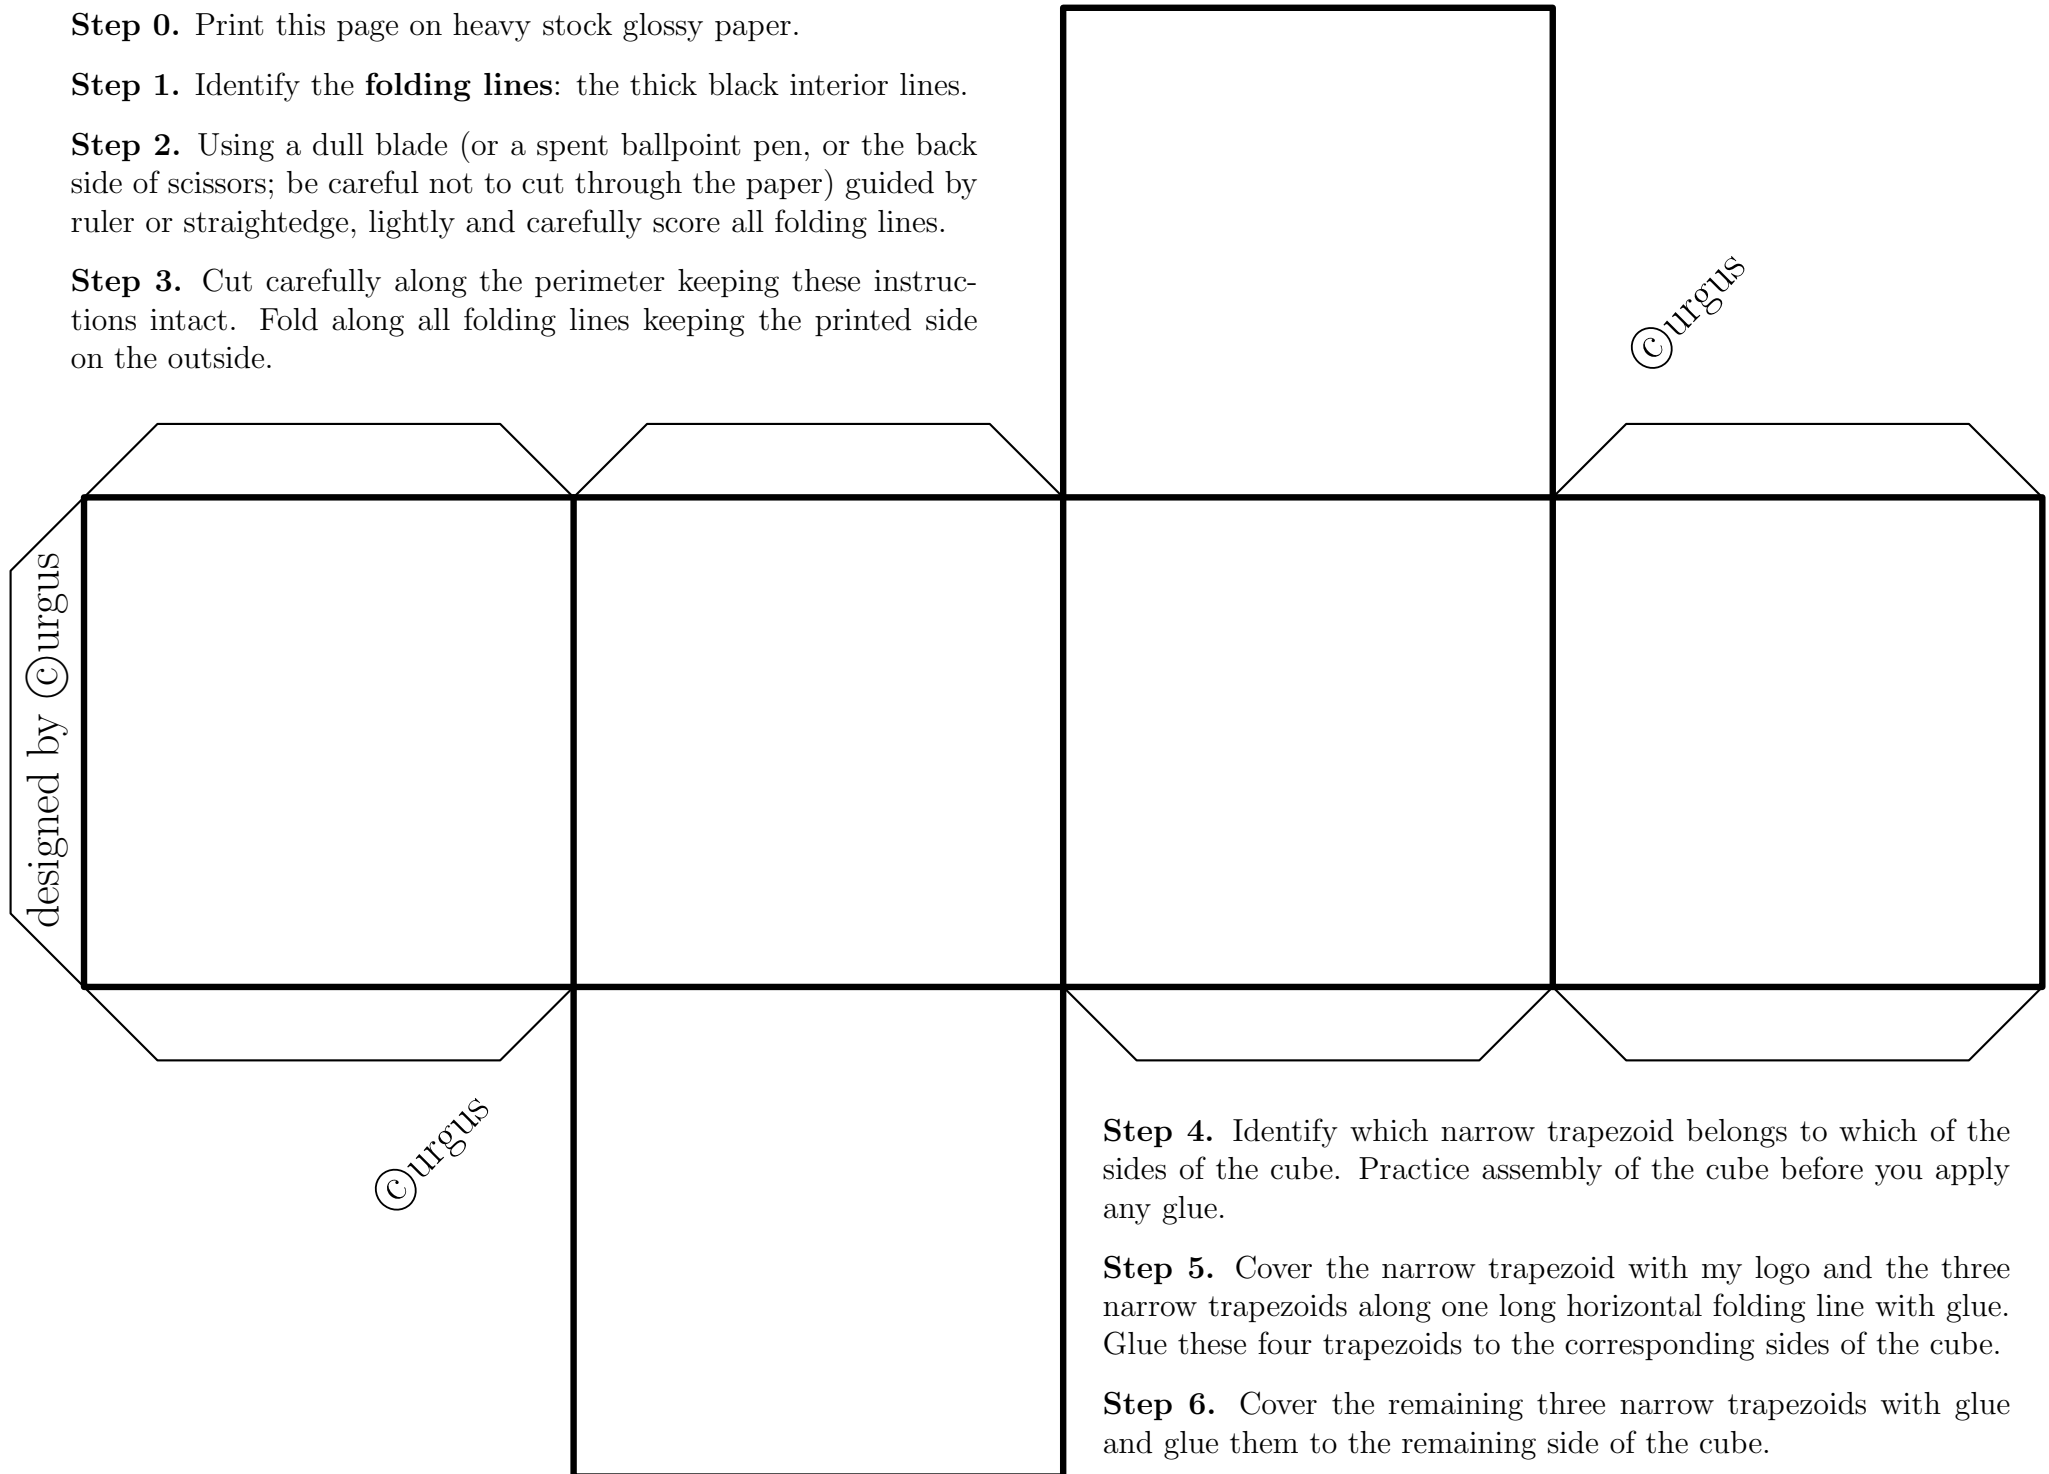 Step 0. Print this page on heavy stock glossy paper.
Step 1. Identify the folding lines: the thick black interior lines.
Step 2. Using a dull blade (or a spent ballpoint pen, or the back
side of scissors; be careful not to cut through the paper) guided by
ruler or straightedge, lightly and carefully score all folding lines.
Step 3. Cut carefully along the perimeter keeping these instruc-
tions intact. Fold along all folding lines keeping the printed side
on the outside.
©urgus
designed by ©urgus
©urgus
Step 4. Identify which narrow trapezoid belongs to which of the
sides of the cube. Practice assembly of the cube before you apply
any glue.
Step 5. Cover the narrow trapezoid with my logo and the three
narrow trapezoids along one long horizontal folding line with glue.
Glue these four trapezoids to the corresponding sides of the cube.
Step 6. Cover the remaining three narrow trapezoids with glue
and glue them to the remaining side of the cube.